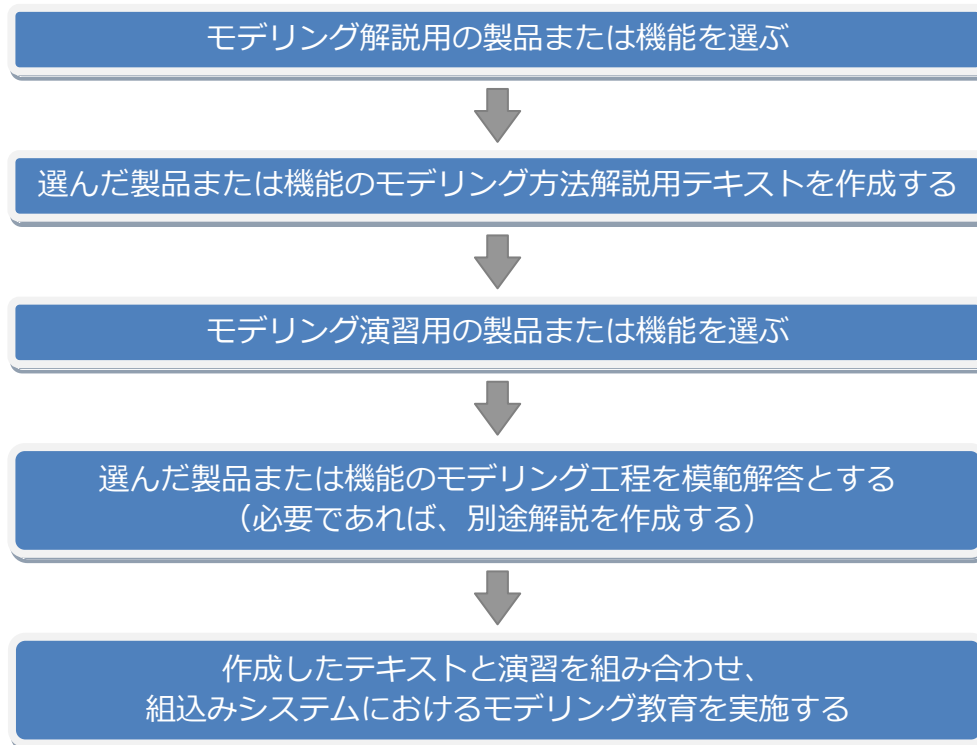 モデリング解説用の製品または機能を選ぶ
選んだ製品または機能のモデリング方法解説用テキストを作成する
モデリング演習用の製品または機能を選ぶ
選んだ製品または機能のモデリング工程を模範解答とする
（必要であれば、別途解説を作成する）
作成したテキストと演習を組み合わせ、
組込みシステムにおけるモデリング教育を実施する